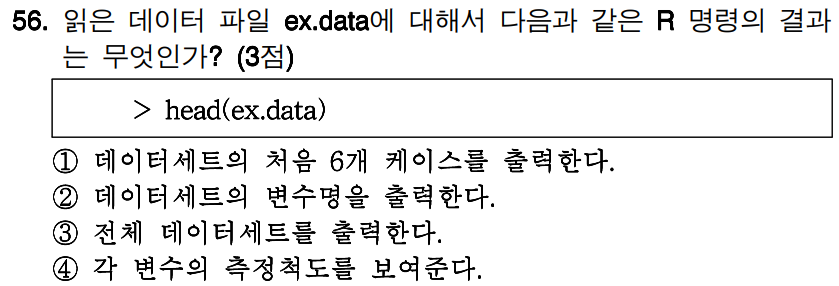 56. 읽은 데이터 파일 ex.data에 대해서 다음과 같은 R 명령의 결과
는 무엇인가? (3점)
> head(ex.data)
① 데이터세트의 처음 6개 케이스를 출력한다.
② 데이터세트의 변수명을 출력한다.
③ 전체 데이터세트를 출력한다.
④ 각 변수의 측정척도를 보여준다.